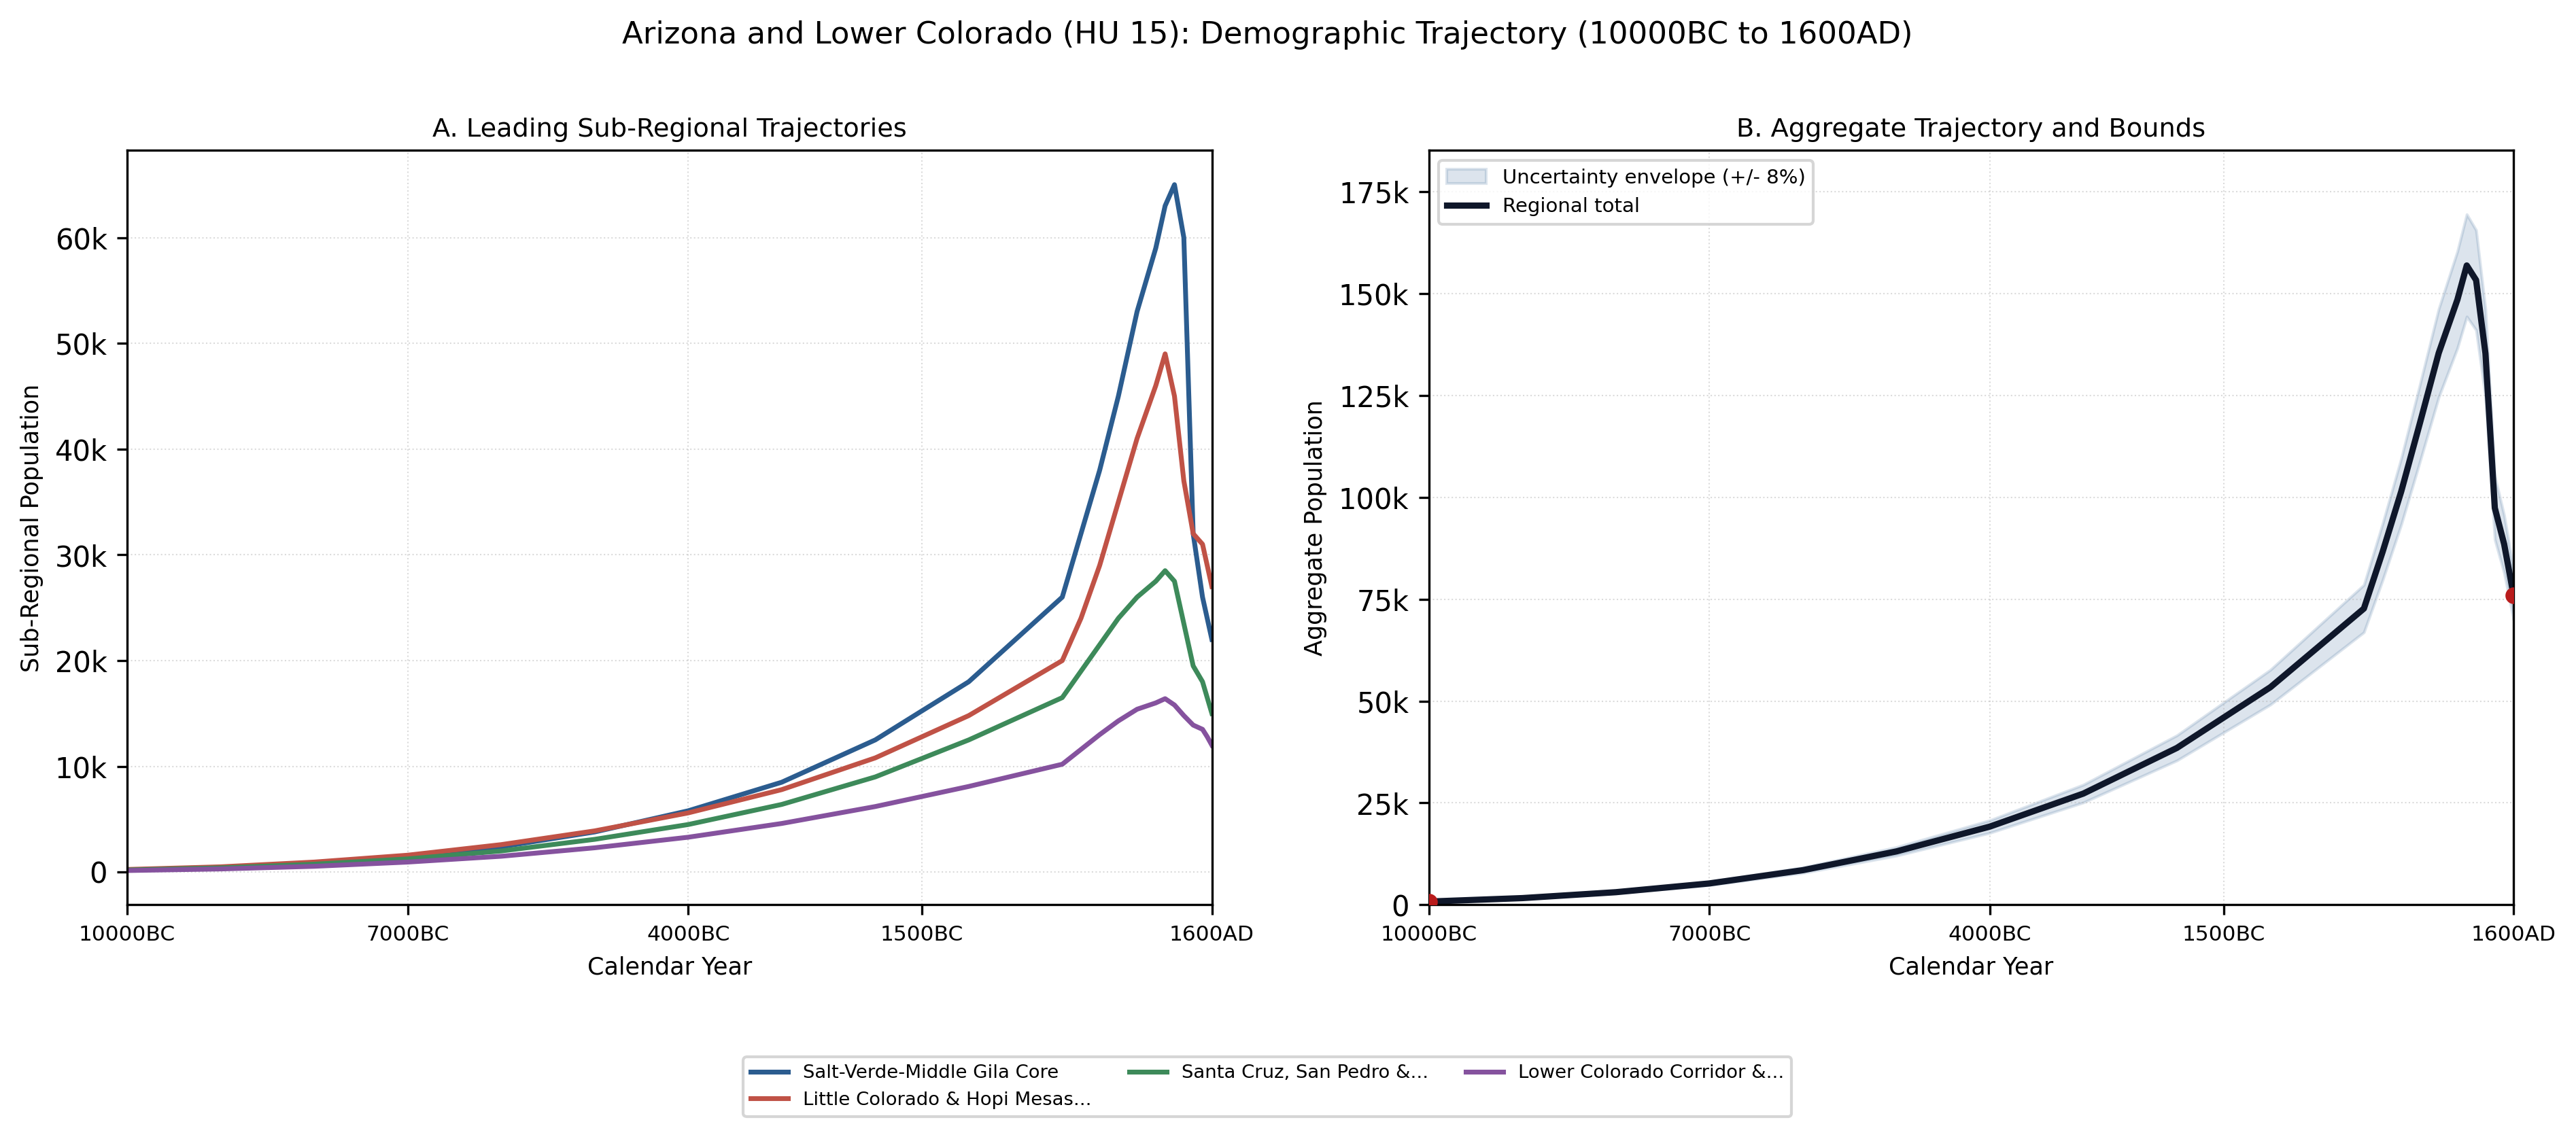 Arizona and Lower Colorado (HU 15): Demographic Trajectory (10000BC to 1600AD)
A. Leading Sub-Regional Trajectories
Sub-Regional Population
60k
50k
40k
30k
20k
10k
0
10000BC
7000BC
4000BC
1500BC
1600AD
Calendar Year
B. Aggregate Trajectory and Bounds
Uncertainty envelope (+/- 8%)
Regional total
Aggregate Population
175k
150k
125k
100k
75k
50k
25k
0
10000BC
7000BC
4000BC
1500BC
1600AD
Calendar Year
Salt-Verde-Middle Gila Core
Little Colorado & Hopi Mesas...
Santa Cruz, San Pedro &...
Lower Colorado Corridor &...